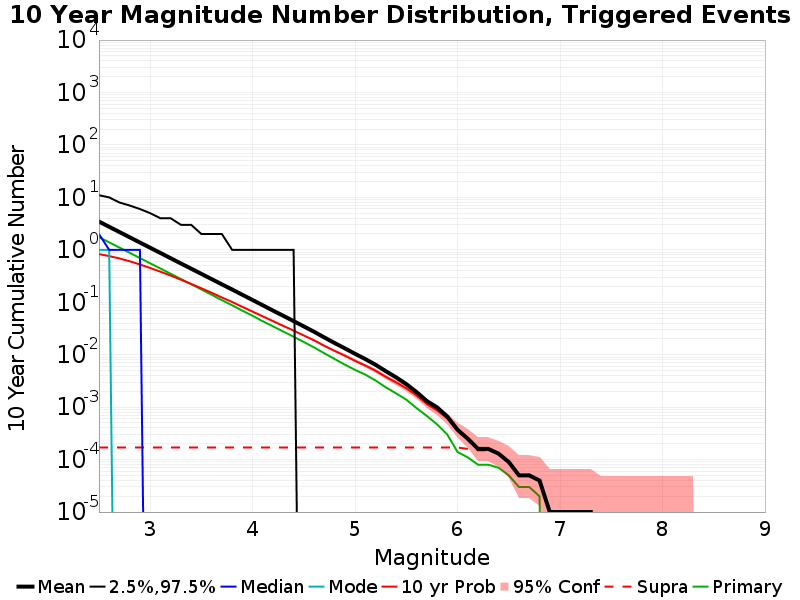 10 Year Magnitude Number Distribution, Triggered Events
10 Year Cumulative Number
10^4
10^3
10^2
10^1
10^0
10^-1
10^-2
10^-3
10^-4
10^-5
3 4 5 6 7 8 9
Magnitude
Mean 2.5%,97.5% Median Mode 10 yr Prob 95% Conf Supra Primary